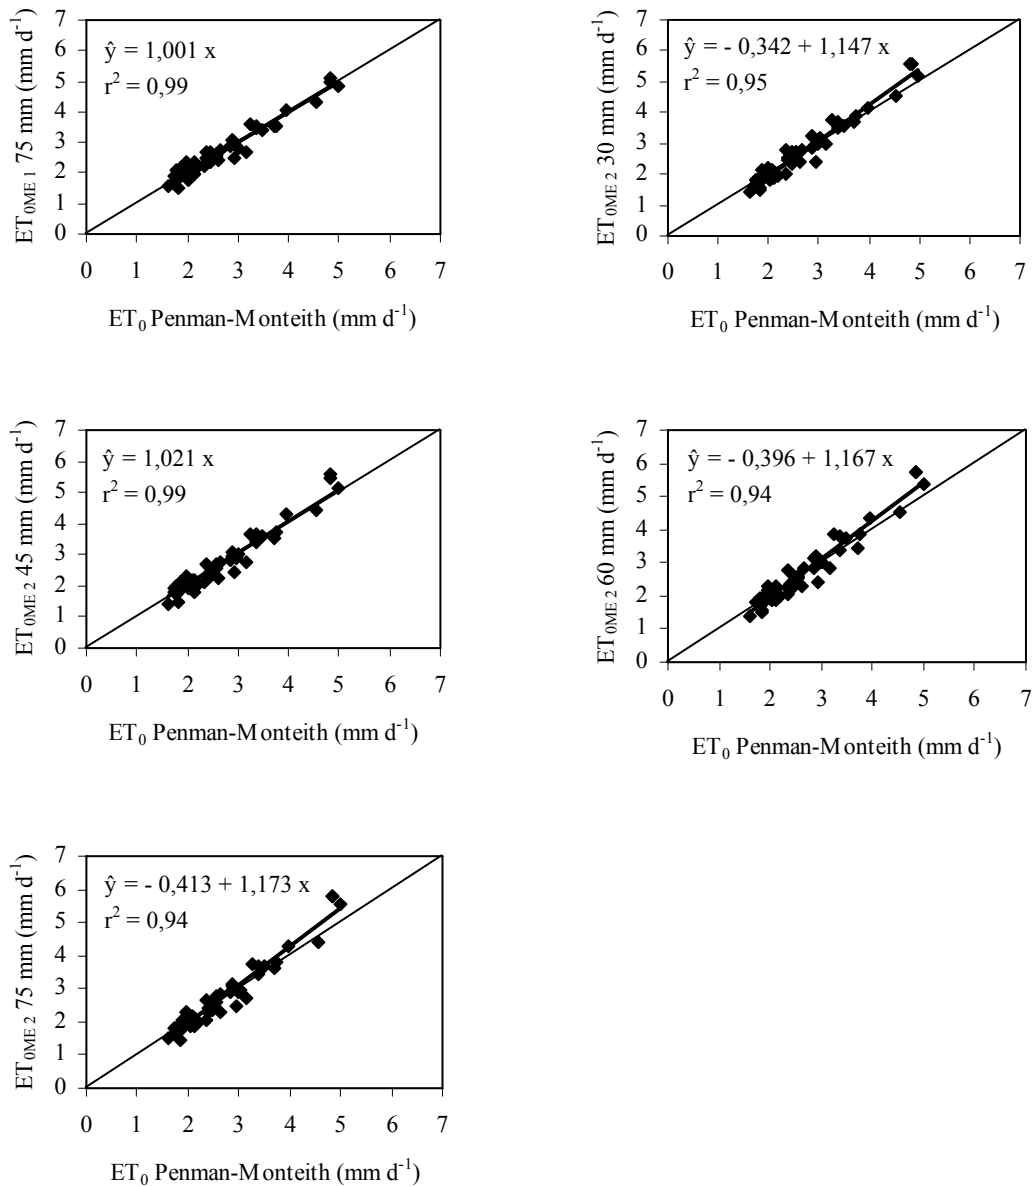 7
6
5
4
3
2
1
0
ET0ME 1 75 mm (mm d-1)
ŷ = 1,001 x
r2 = 0,99
0 1 2 3 4 5 6 7
ET0 Penman-Monteith (mm d-1)
7
6
5
4
3
2
1
0
ET0ME 2 30 mm (mm d-1)
ŷ = - 0,342 + 1,147 x
r2 = 0,95
0 1 2 3 4 5 6 7
ET0 Penman-Monteith (mm d-1)
7
6
5
4
3
2
1
0
ET0ME 2 45 mm (mm d-1)
ŷ = 1,021 x
r2 = 0,99
0 1 2 3 4 5 6 7
ET0 Penman-Monteith (mm d-1)
7
6
5
4
3
2
1
0
ET0ME 2 60 mm (mm d-1)
ŷ = - 0,396 + 1,167 x
r2 = 0,94
0 1 2 3 4 5 6 7
ET0 Penman-Monteith (mm d-1)
7
6
5
4
3
2
1
0
ET0ME 2 75 mm (mm d-1)
ŷ = - 0,413 + 1,173 x
r2 = 0,94
0 1 2 3 4 5 6 7
ET0 Penman-Monteith (mm d-1)